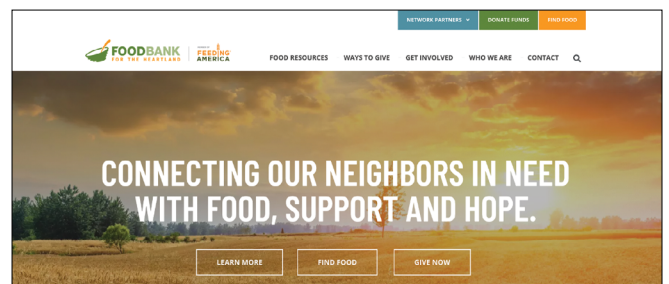 NETWORK PARTNERS
DONATE FUNDS
FIND FOOD
FOODBANK
FOR THE HEARTLAND
FEEDING
AMERICA
FOOD RESOURCES
WAYS TO GIVE
GET INVOLVED
WHO WE ARE
CONTACT
CONNECTING OUR NEIGHBORS IN NEED
WITH FOOD, SUPPORT AND HOPE.
LEARN MORE
FIND FOOD
GIVE NOW